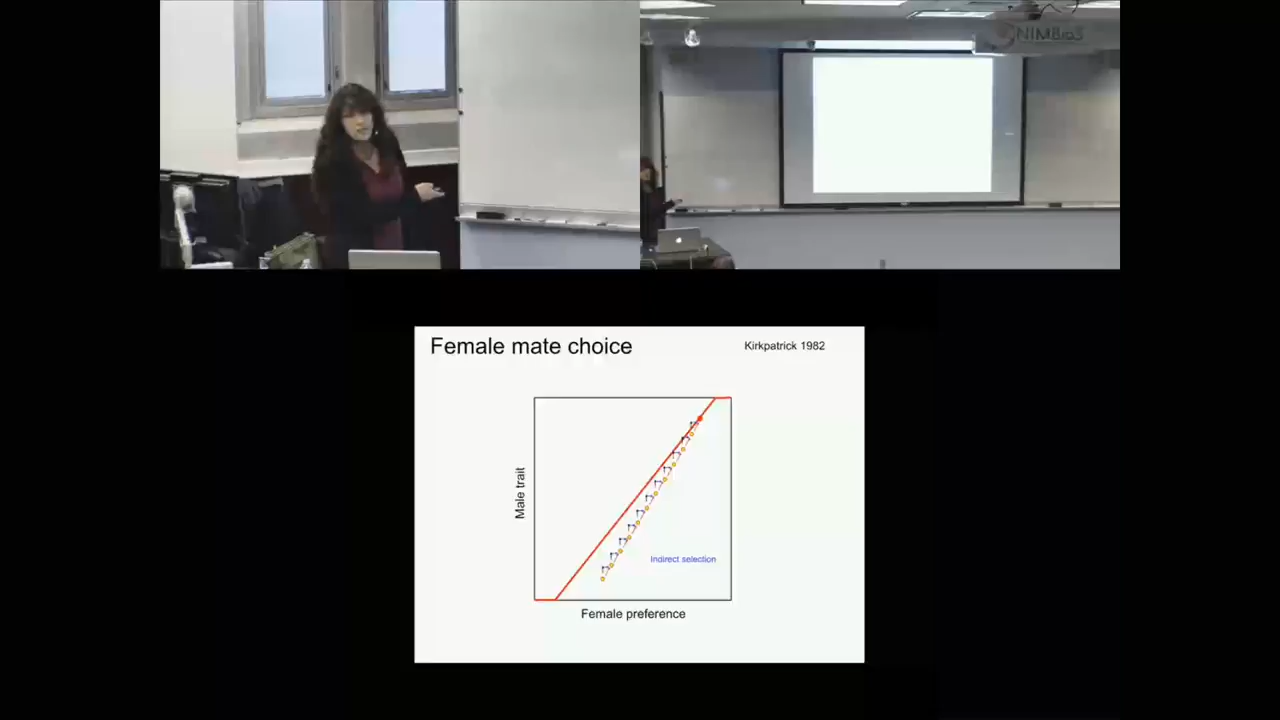 NIMBioS
Female mate choice
Kirkpatrick 1982
Male trait
Indirect selection
Female preference